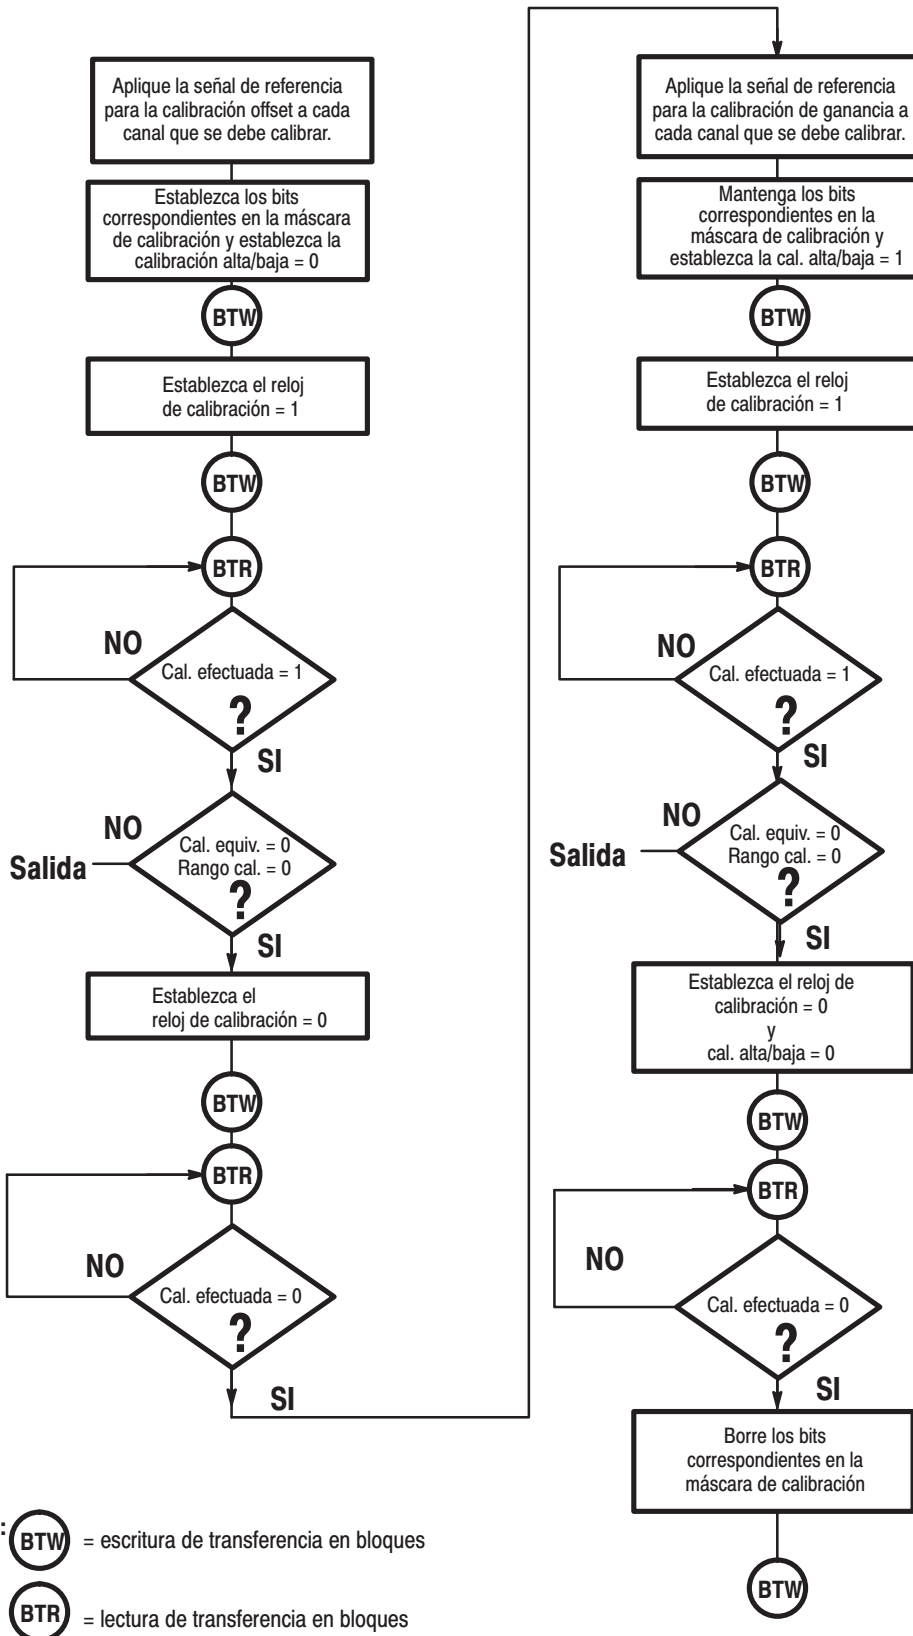 Aplique la señal de referencia
para la calibración offset a cada
canal que se debe calibrar.
Establezca los bits
correspondientes en la máscara
de calibración y establezca la
calibración alta/baja = 0
BTW
Establezca el reloj
de calibración = 1
BTW
BTR
NO
Cal. efectuada = 1
?
SI
NO
Cal. equiv. = 0
Rango cal. = 0
?
Salida
SI
Establezca el
reloj de calibración = 0
BTW
BTR
NO
Cal. efectuada = 0
?
SI
Aplique la señal de referencia
para la calibración de ganancia a
cada canal que se debe calibrar.
Mantenga los bits
correspondientes en la
máscara de calibración y
establezca la cal. alta/baja = 1
BTW
Establezca el reloj
de calibración = 1
BTW
BTR
NO
Cal. efectuada = 1
?
SI
NO
Cal. equiv. = 0
Rango cal. = 0
?
Salida
SI
Establezca el reloj de
calibración = 0
y
cal. alta/baja = 0
BTW
BTR
NO
Cal. efectuada = 0
?
SI
Borre los bits
correspondientes en la
máscara de calibración
BTW
: BTW = escritura de transferencia en bloques
BTR = lectura de transferencia en bloques